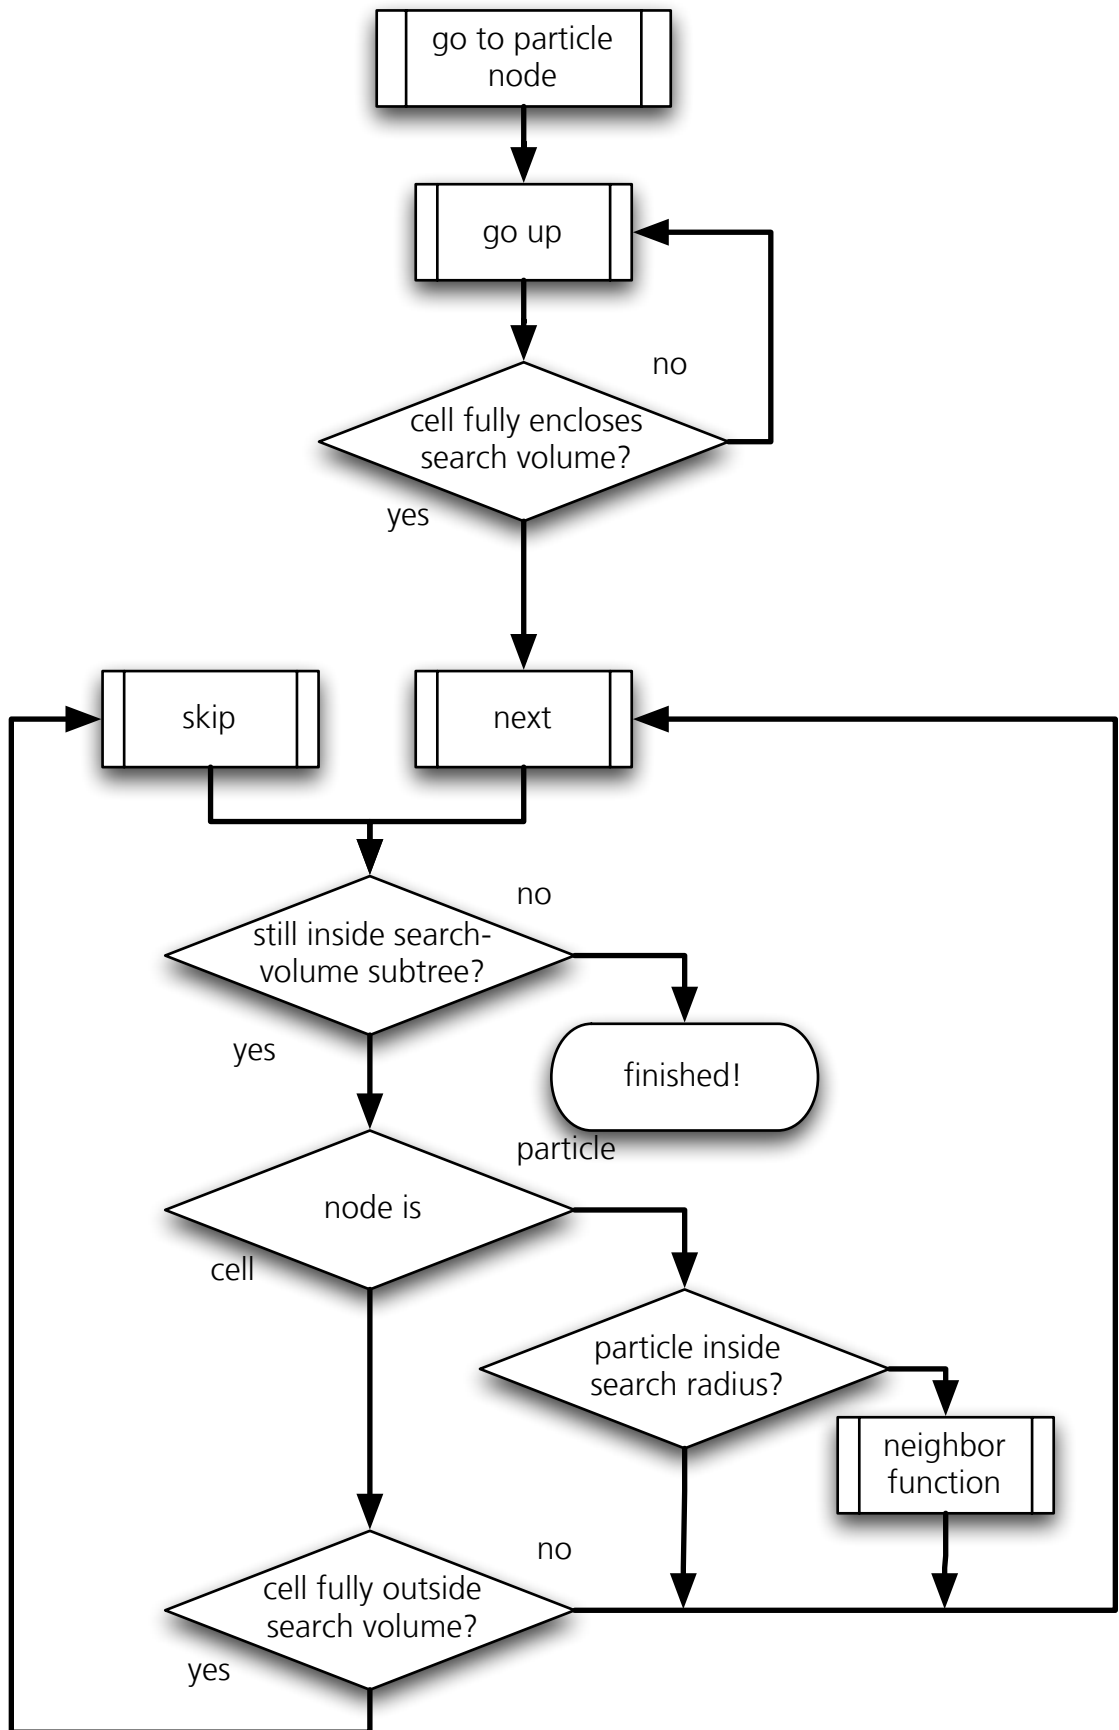 go to particle
node
go up
no
cell fully encloses
search volume?
yes
skip
next
no
still inside search-
volume subtree?
yes
finished!
particle
node is
cell
particle inside
search radius?
neighbor
function
no
cell fully outside
search volume?
yes